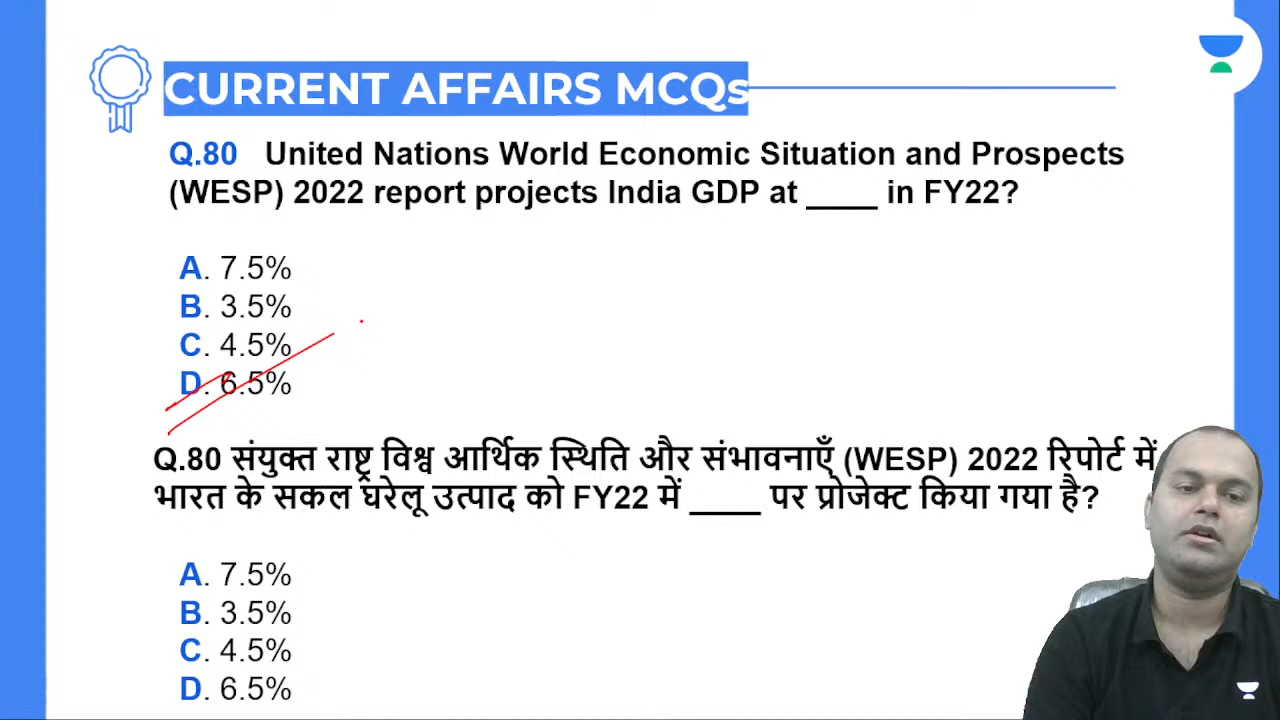 CURRENT AFFAIRS MCQs
Q.80 United Nations World Economic Situation and Prospects
(WESP) 2022 report projects India GDP at ____ in FY22?
A. 7.5%
B. 3.5%
C. 4.5%
D. 6.5%
Q.80 संयुक्त राष्ट्र विश्व आर्थिक स्थिति और संभावनाएँ (WESP) 2022 रिपोर्ट में
भारत के सकल घरेलू उत्पाद को FY22 में ____ पर प्रोजेक्ट किया गया है?
A. 7.5%
B. 3.5%
C. 4.5%
D. 6.5%